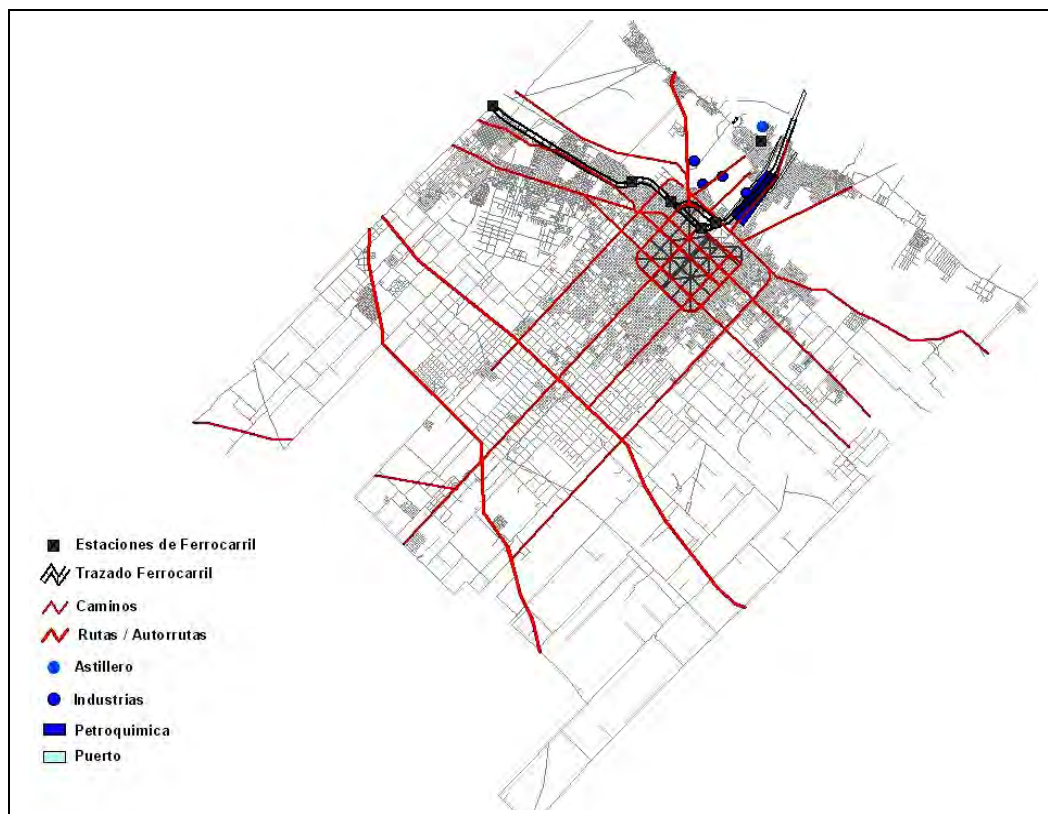 Estaciones de Ferrocarril
Trazado Ferrocarril
Caminos
Rutas / Autorrutas
Astillero
Industrias
Petroquimica
Puerto